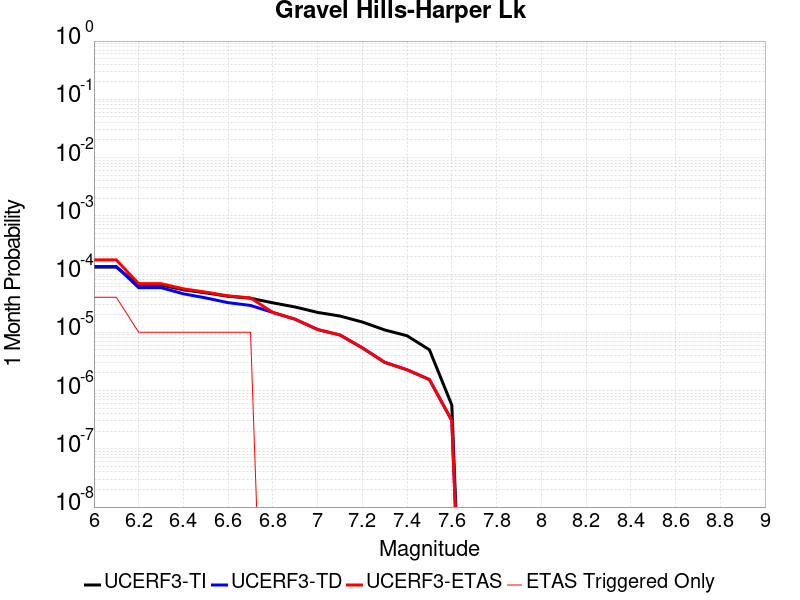 Gravel Hills-Harper Lk
10^0
10^-1
10^-2
10^-3
10^-4
10^-5
10^-6
10^-7
10^-8
1 Month Probability
6 6.2 6.4 6.6 6.8 7 7.2 7.4 7.6 7.8 8 8.2 8.4 8.6 8.8 9
Magnitude
UCERF3-TI UCERF3-TD UCERF3-ETAS ETAS Triggered Only